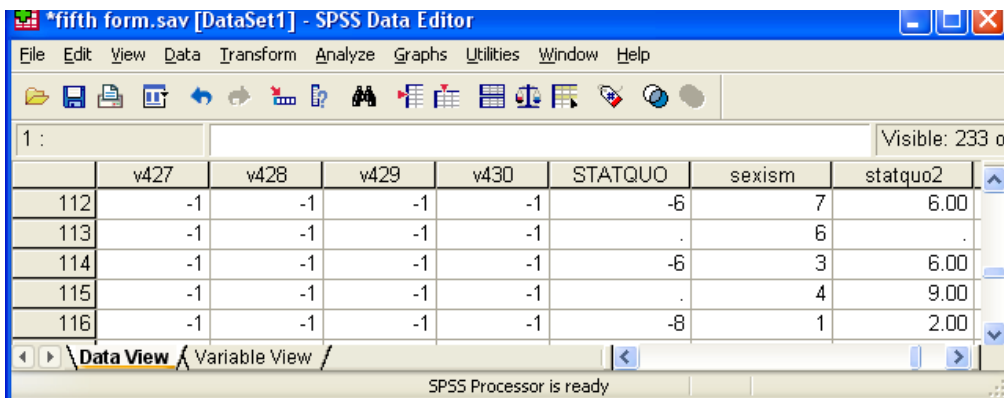 *fifth form.sav [DataSet1] - SPSS Data Editor
File Edit View Data Transform Analyze Graphs Utilities Window Help
1 : Visible: 233 o
v427 v428 v429 v430 STATQUO sexism statquo2
112 -1 -1 -1 -1 -6 7 6.00
113 -1 -1 -1 -1 . 6 .
114 -1 -1 -1 -1 -6 3 6.00
115 -1 -1 -1 -1 . 4 9.00
116 -1 -1 -1 -1 -8 1 2.00
Data View Variable View
SPSS Processor is ready